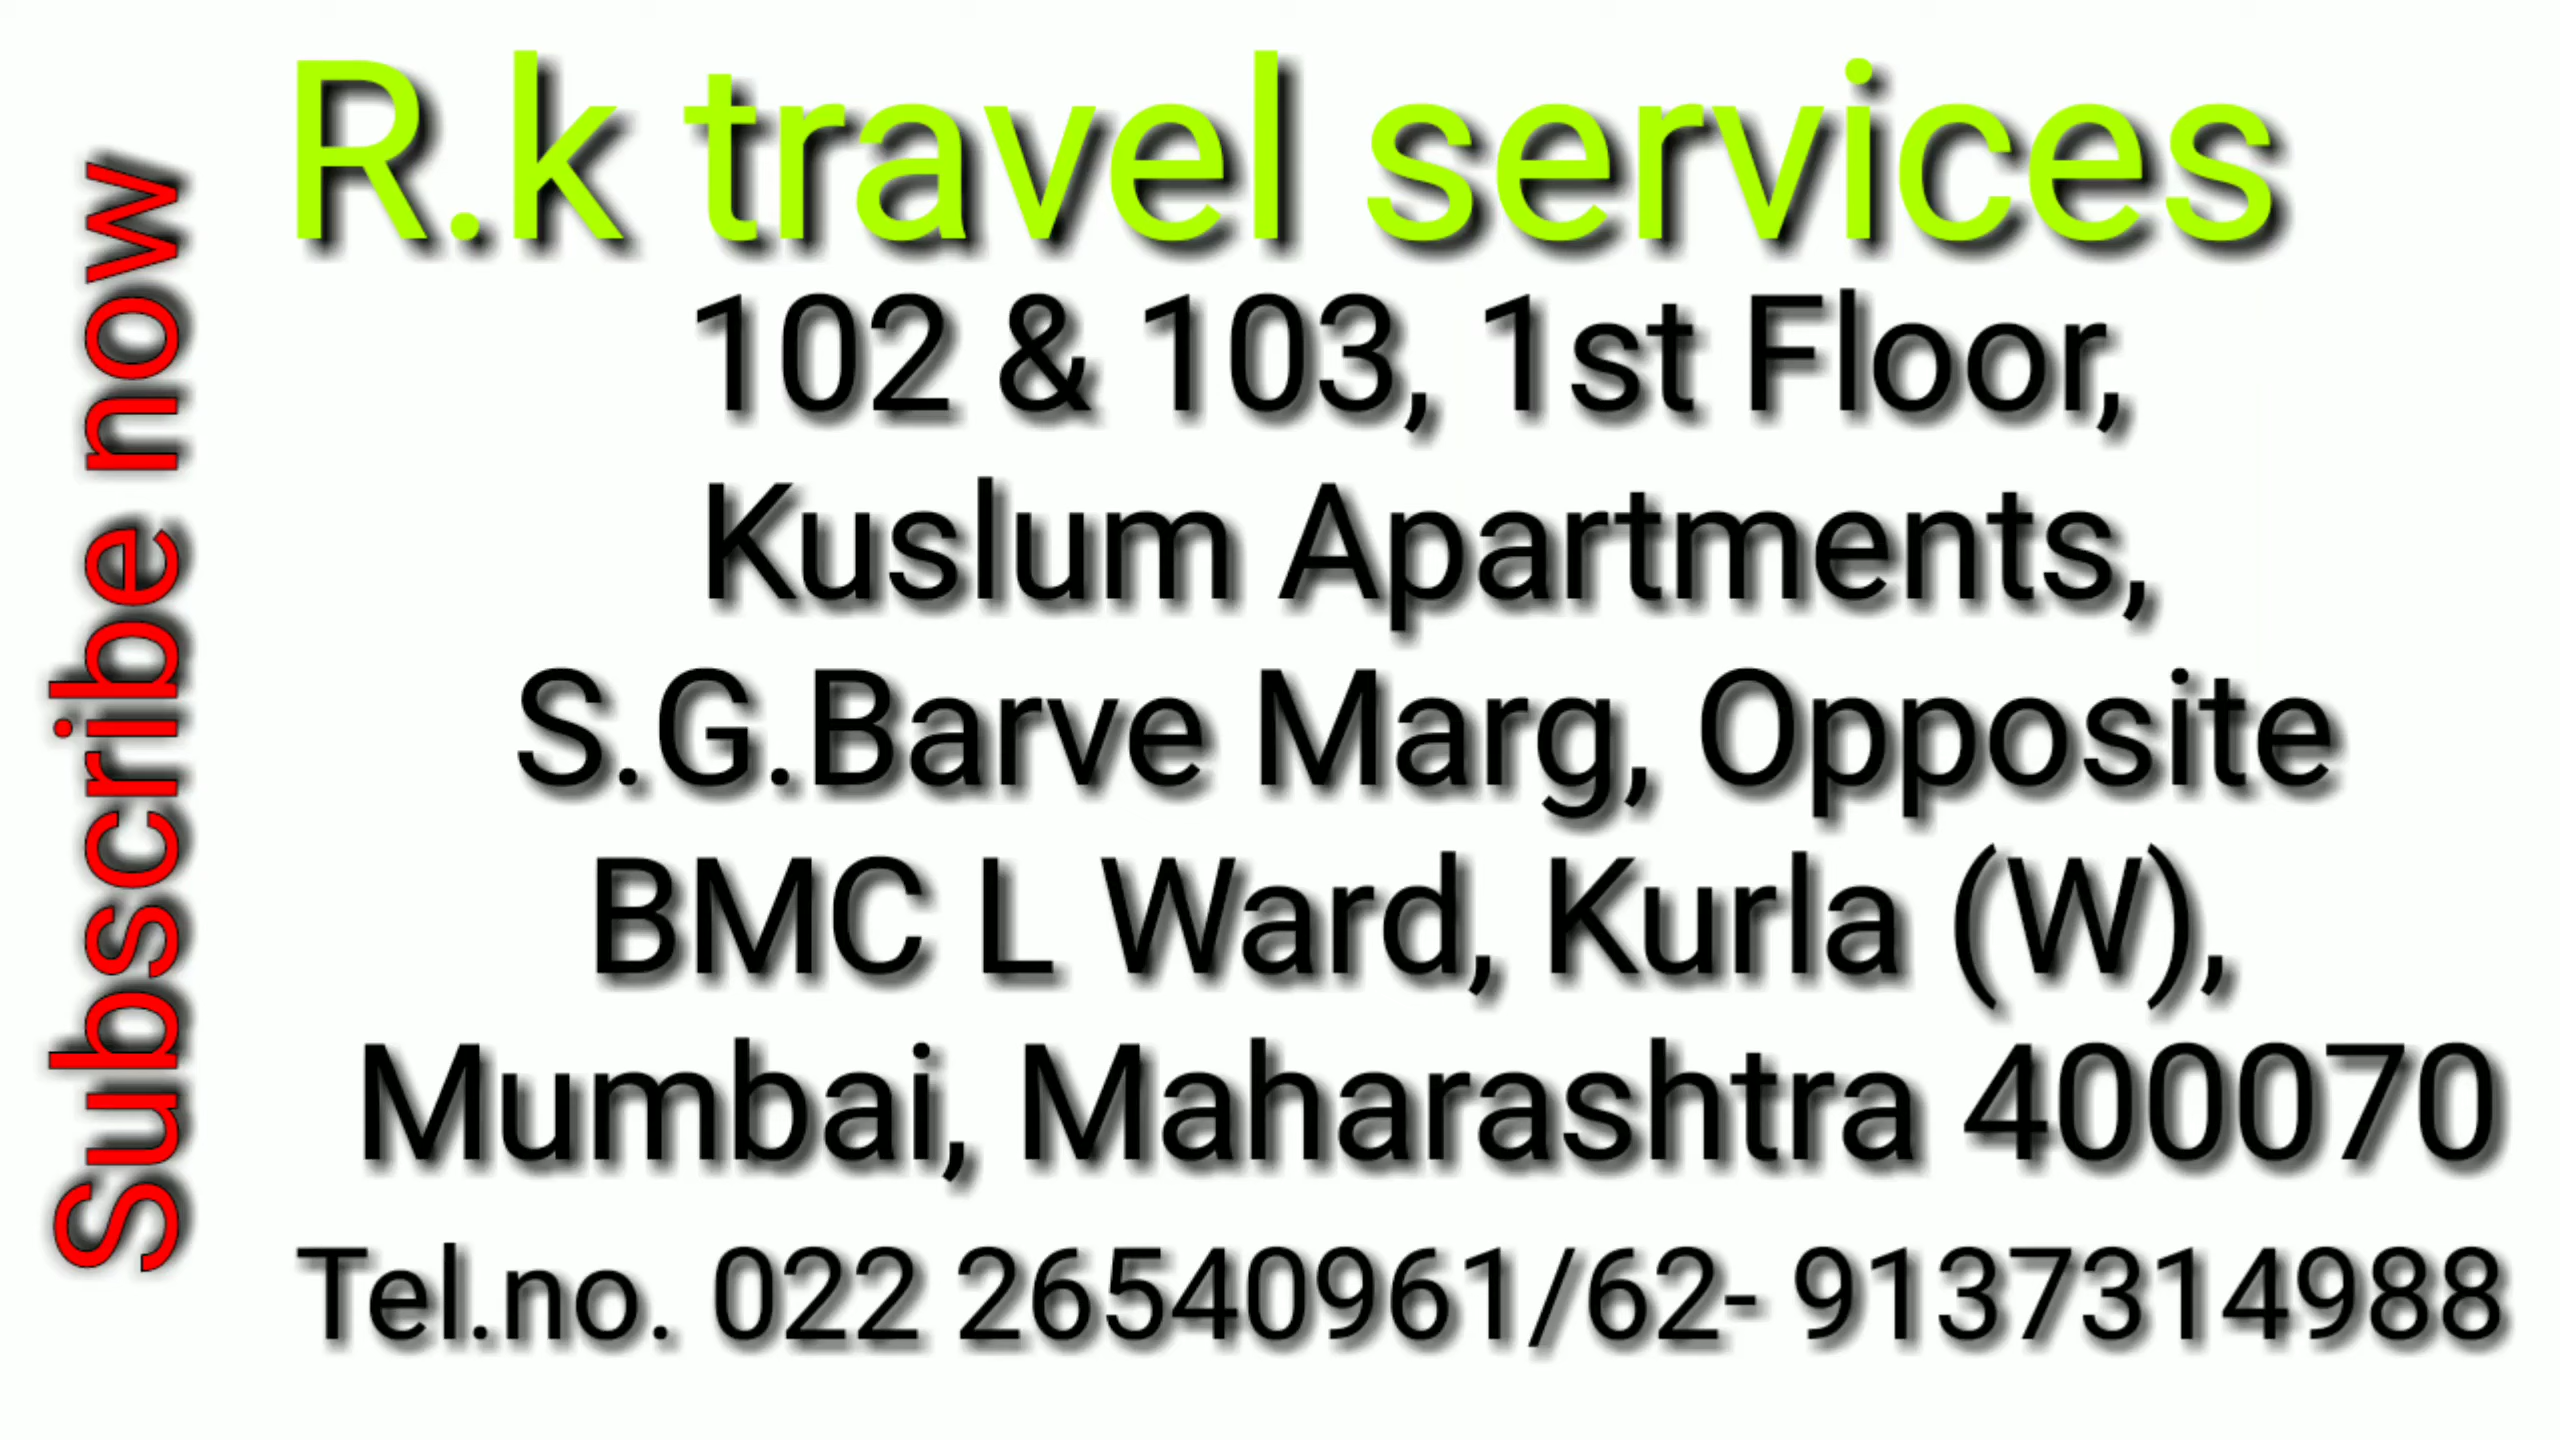 R.k travel services
102 & 103, 1st Floor,
Kuslum Apartments,
S.G.Barve Marg, Opposite
BMC L Ward, Kurla (W),
Mumbai, Maharashtra 400070
Tel.no. 022 26540961/62- 9137314988
Subscribe now